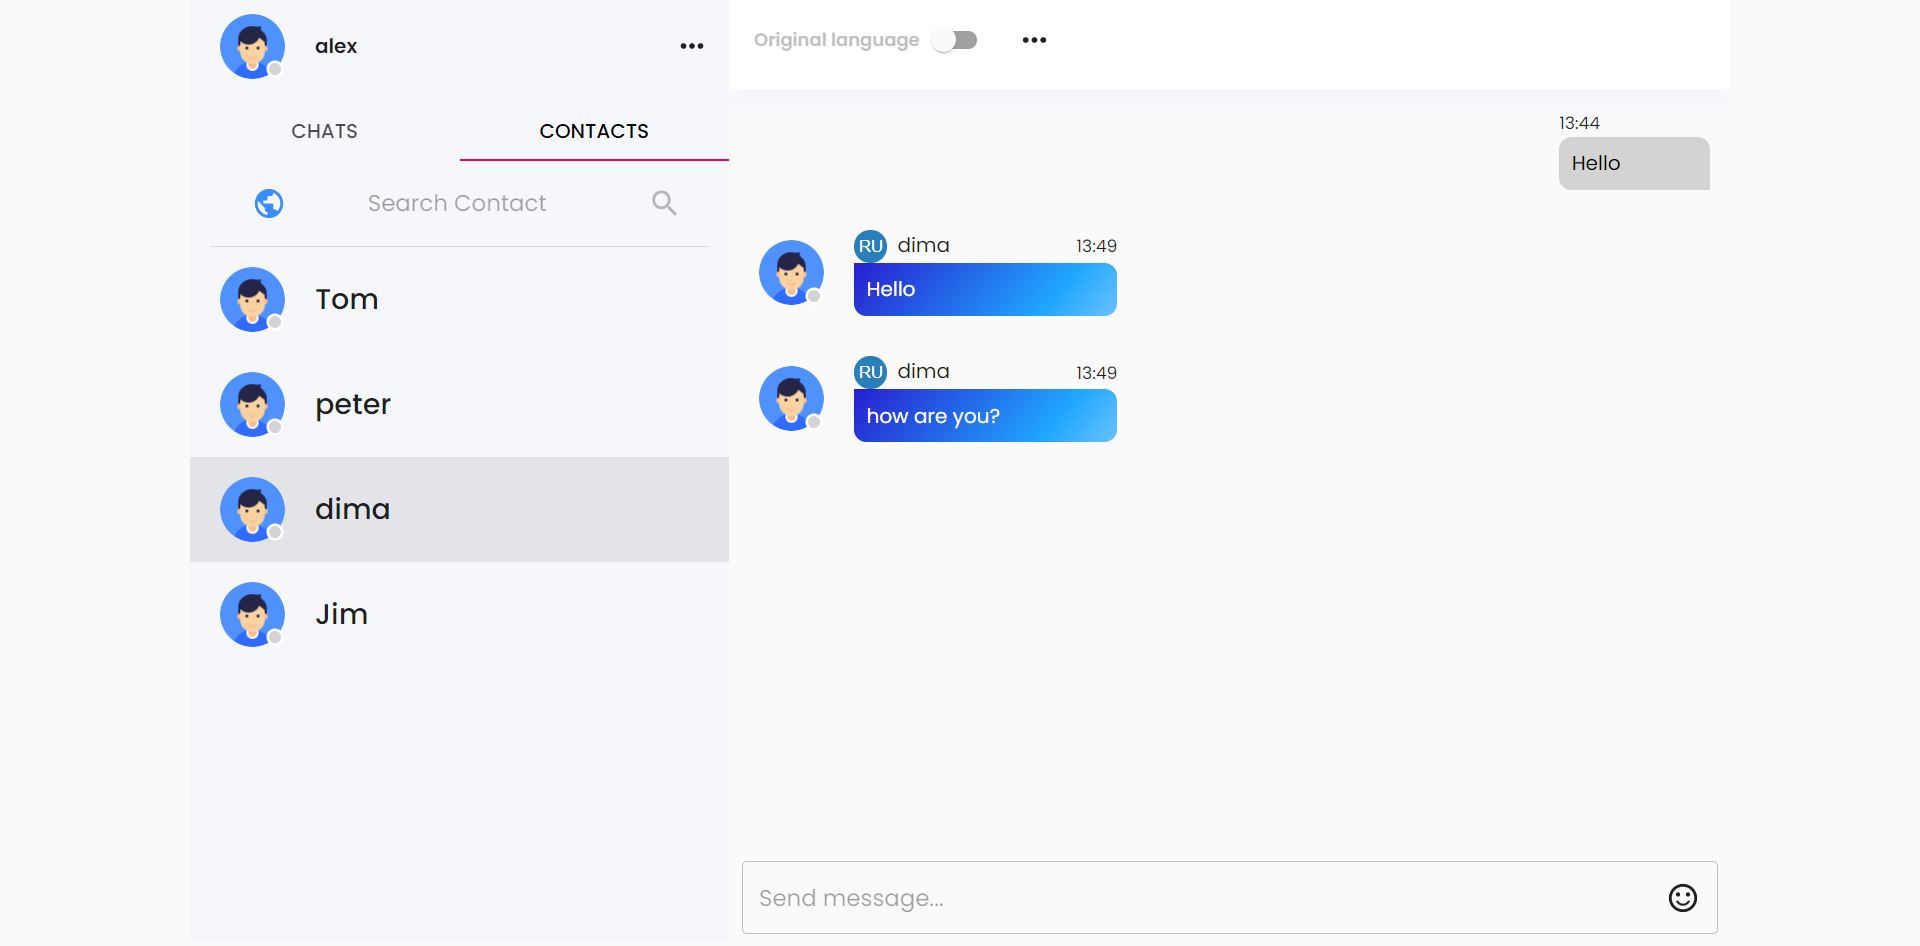 alex
CHATS
CONTACTS
Search Contact
Tom
peter
dima
Jim
Original language
13:44
Hello
RU dima 13:49
Hello
RU dima 13:49
how are you?
Send message...